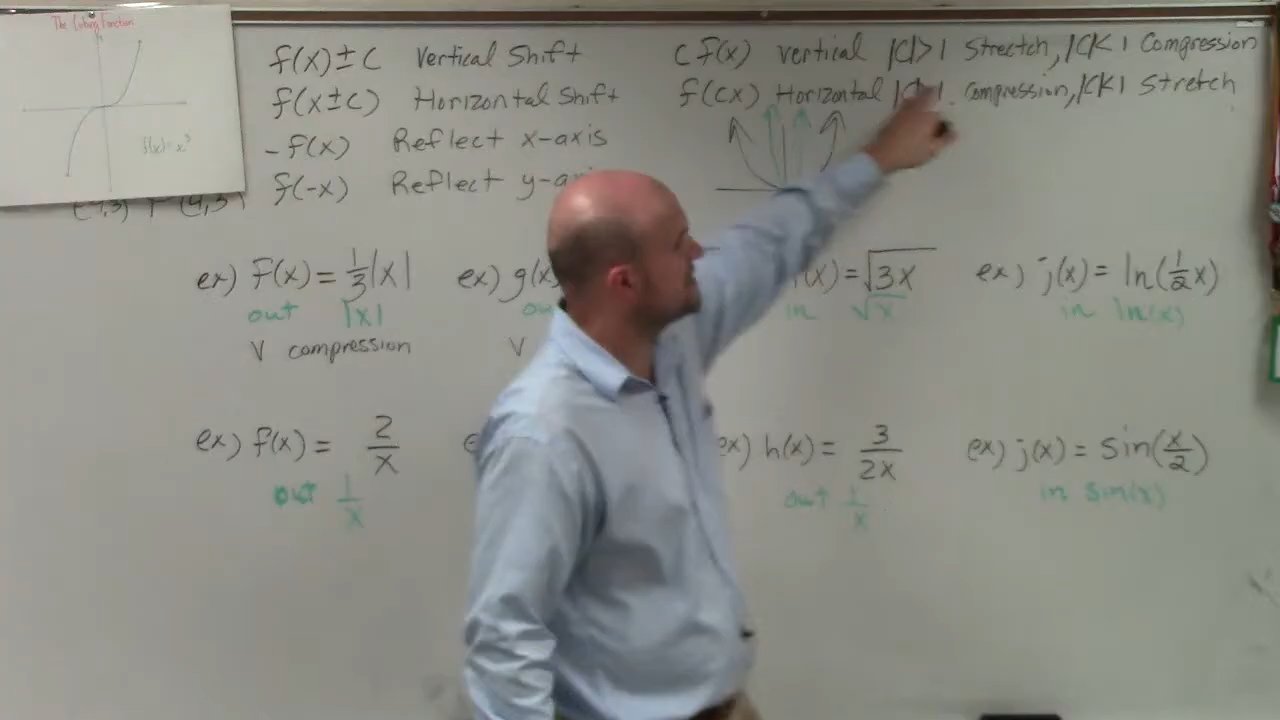 The Cubing Function
f(x) = x³
f(x) ± C Vertical Shift
f(x ± C) Horizontal Shift
-f(x) Reflect x-axis
f(-x) Reflect y-axi
C f(x) vertical |C|>1 Stretch, |C|<1 Compression
f(cx) Horizontal |C|>1 Compression, |C|<1 Stretch
ex) f(x) = 1/3|x|
out |x|
V compression
ex) g(x
ou
V
(x) = √3x
in √x
ex) j(x) = ln(1/2x)
in ln(x)
ex) f(x) = 2/x
out 1/x
e
ex) h(x) = 3/2x
out 1/x
ex) j(x) = sin(x/2)
in sin(x)